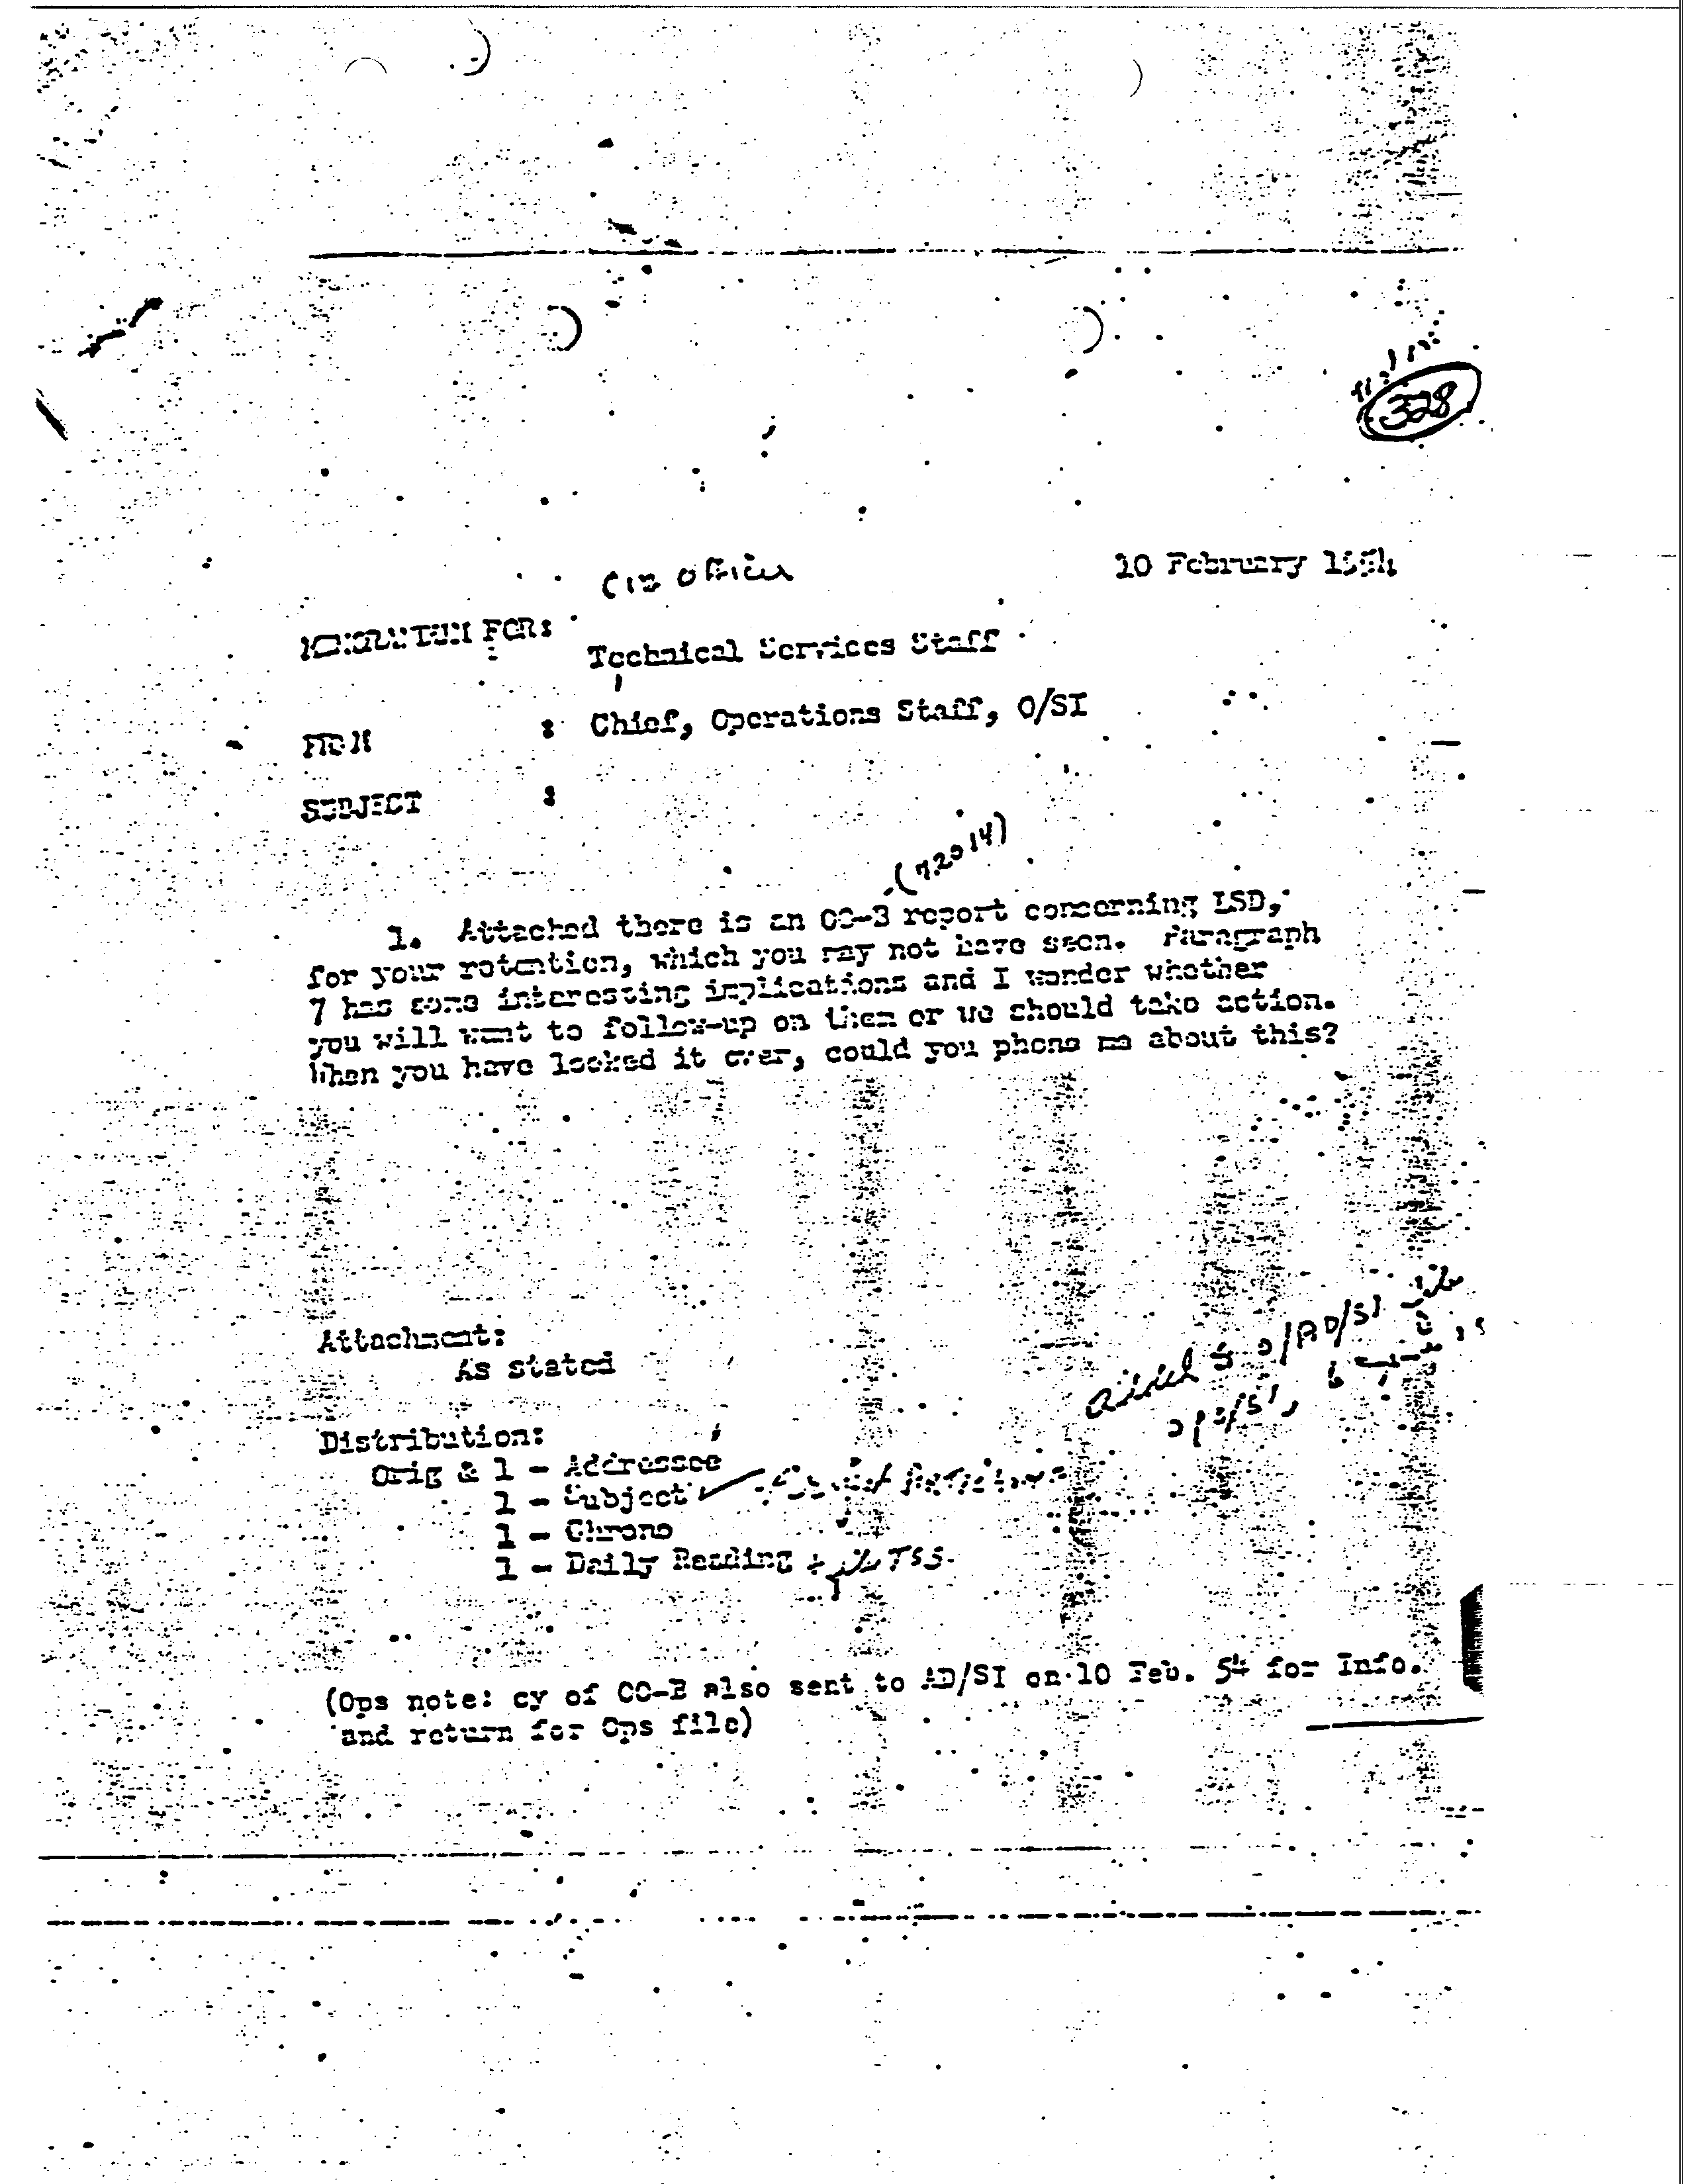 328
10 February 1954
CIA Officer
MEMORANDUM FOR:
Technical Services Staff
FROM : Chief, Operations Staff, O/SI
SUBJECT :
(72014)
1. Attached there is an OO-B report concerning LSD,
for your retention, which you may not have seen. Paragraph
7 has some interesting implications and I wonder whether
you will want to follow-up on them or we should take action.
When you have looked it over, could you phone me about this?
Attachment:
As stated
O/AD/SI
Distribution:
Orig & 1 - Addressee
1 - Subject
1 - Chrono
1 - Daily Reading + TSS.
(Ops note: cy of OO-B also sent to AD/SI on 10 Feb. 54 for Info.
and return for Ops file)